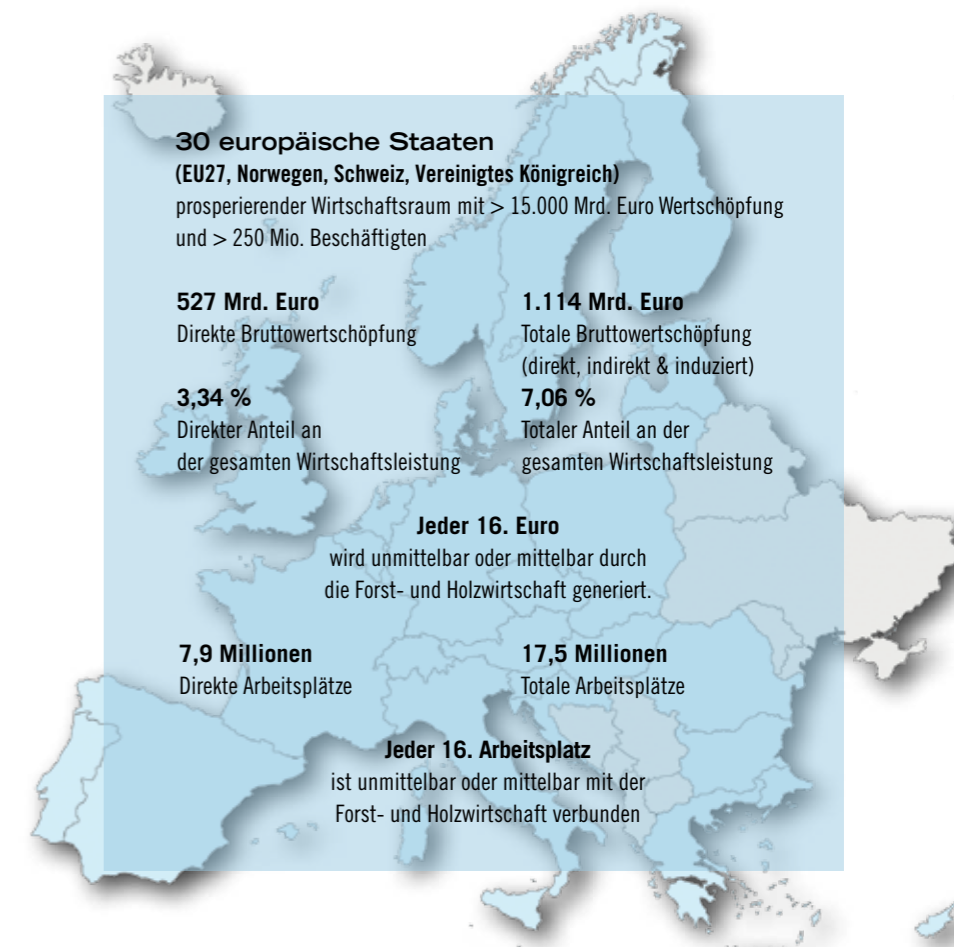 30 europäische Staaten
(EU27, Norwegen, Schweiz, Vereinigtes Königreich)
prosperierender Wirtschaftsraum mit > 15.000 Mrd. Euro Wertschöpfung
und > 250 Mio. Beschäftigten
527 Mrd. Euro
Direkte Bruttowertschöpfung
1.114 Mrd. Euro
Totale Bruttowertschöpfung
(direkt, indirekt & induziert)
3,34 %
Direkter Anteil an
der gesamten Wirtschaftsleistung
7,06 %
Totaler Anteil an der
gesamten Wirtschaftsleistung
Jeder 16. Euro
wird unmittelbar oder mittelbar durch
die Forst- und Holzwirtschaft generiert.
7,9 Millionen
Direkte Arbeitsplätze
17,5 Millionen
Totale Arbeitsplätze
Jeder 16. Arbeitsplatz
ist unmittelbar oder mittelbar mit der
Forst- und Holzwirtschaft verbunden